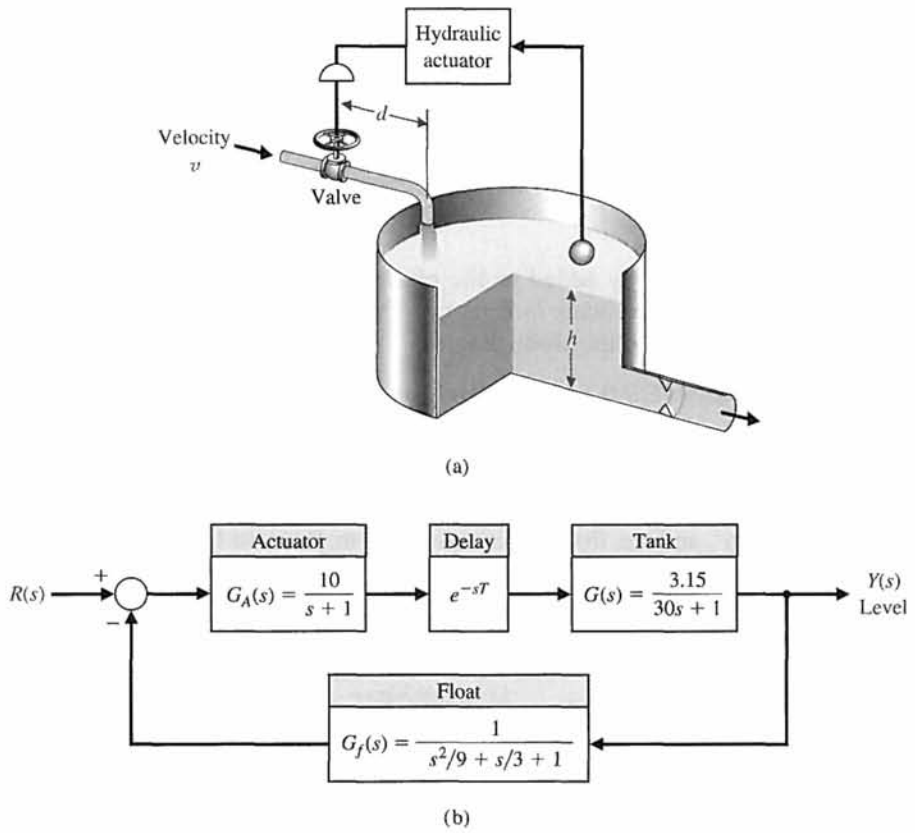 Hydraulic
actuator
d
Velocity
v
Valve
h
(a)
Actuator
Delay
Tank
R(s)
+
−
G_A(s) = 10 / (s + 1)
e^{−sT}
G(s) = 3.15 / (30s + 1)
Y(s)
Level
Float
G_f(s) = 1 / (s^2/9 + s/3 + 1)
(b)